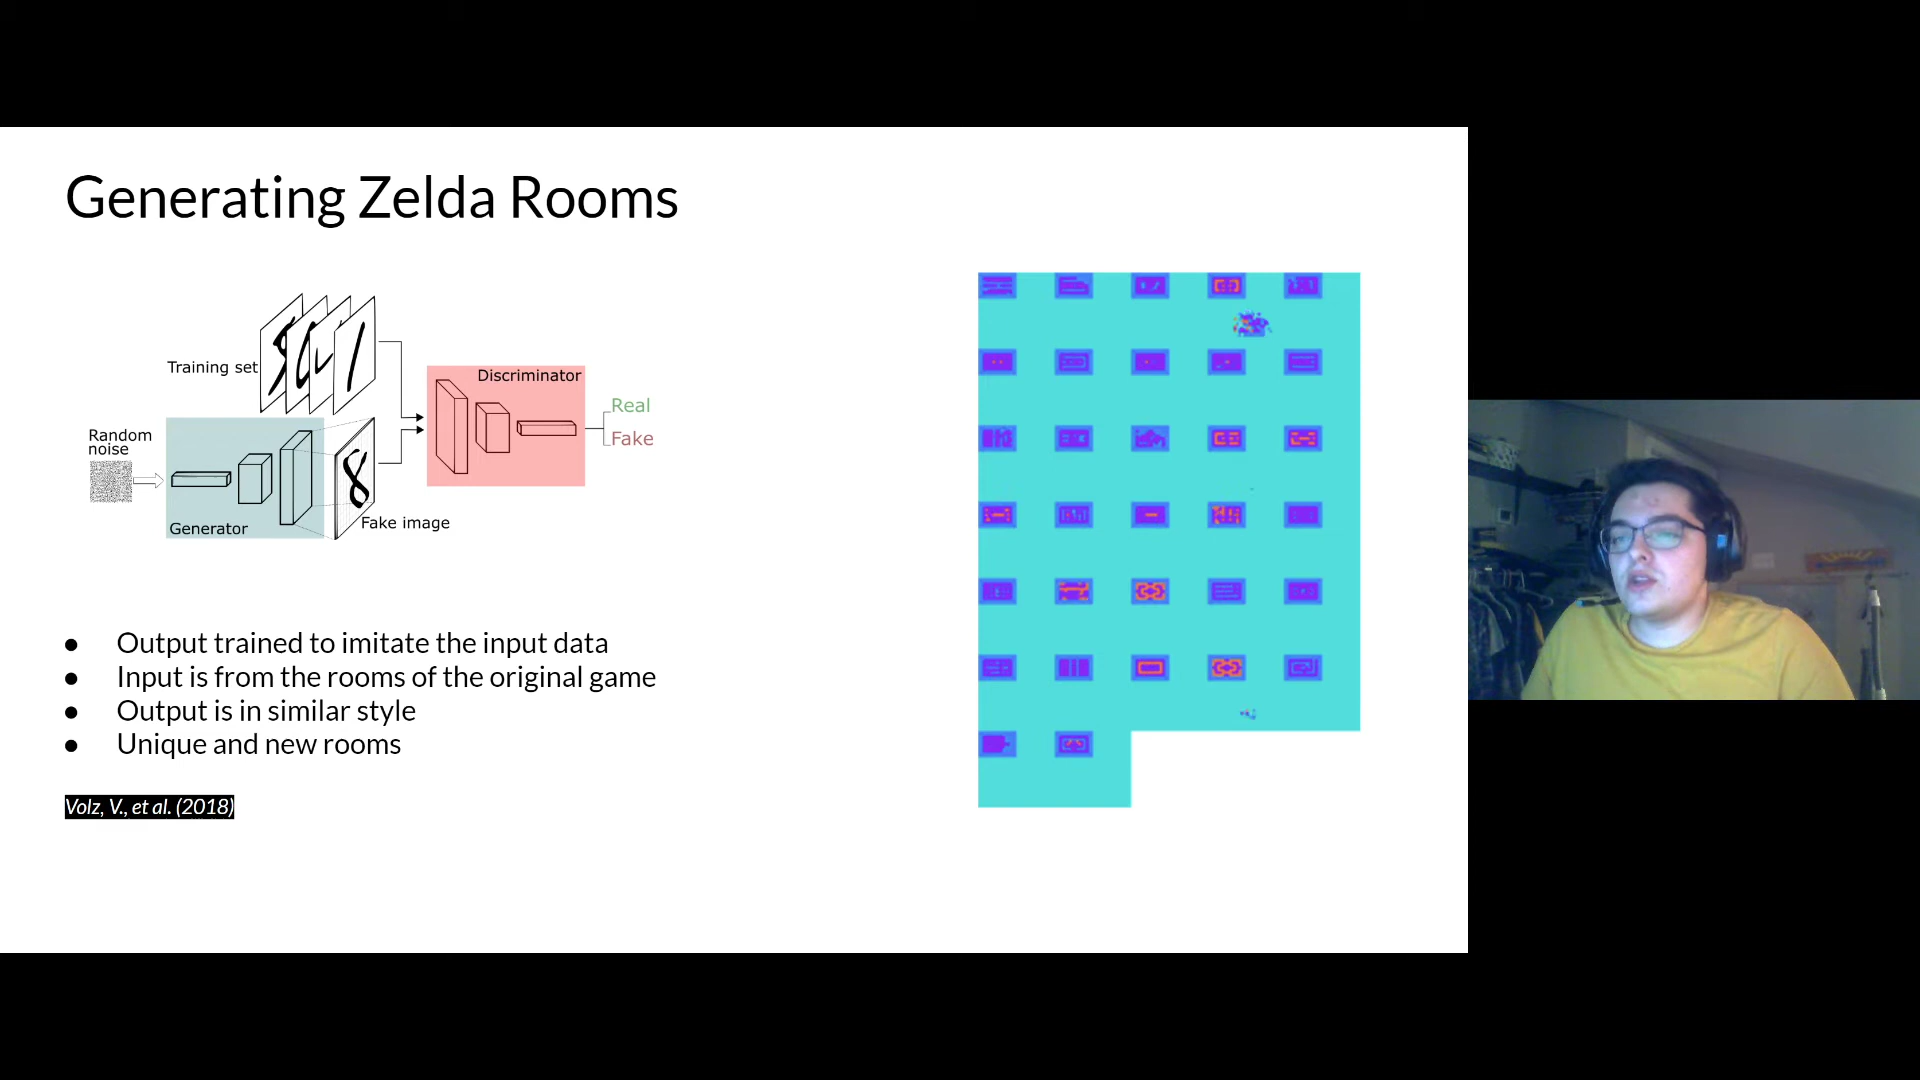 Generating Zelda Rooms
Training set
Discriminator
Real
Fake
Random
noise
Generator
Fake image
● Output trained to imitate the input data
● Input is from the rooms of the original game
● Output is in similar style
● Unique and new rooms
Volz, V., et al. (2018)